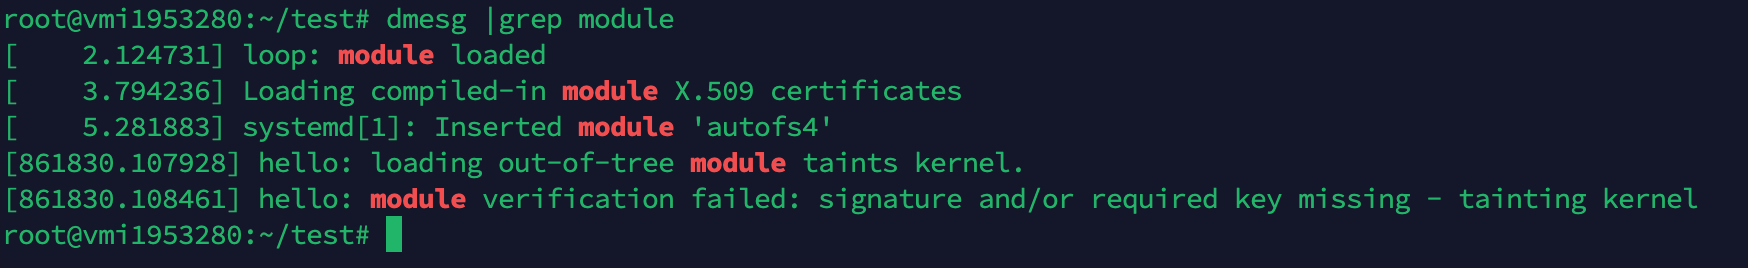 root@vmi1953280:~/test# dmesg |grep module
[    2.124731] loop: module loaded
[    3.794236] Loading compiled-in module X.509 certificates
[    5.281883] systemd[1]: Inserted module 'autofs4'
[861830.107928] hello: loading out-of-tree module taints kernel.
[861830.108461] hello: module verification failed: signature and/or required key missing - tainting kernel
root@vmi1953280:~/test#